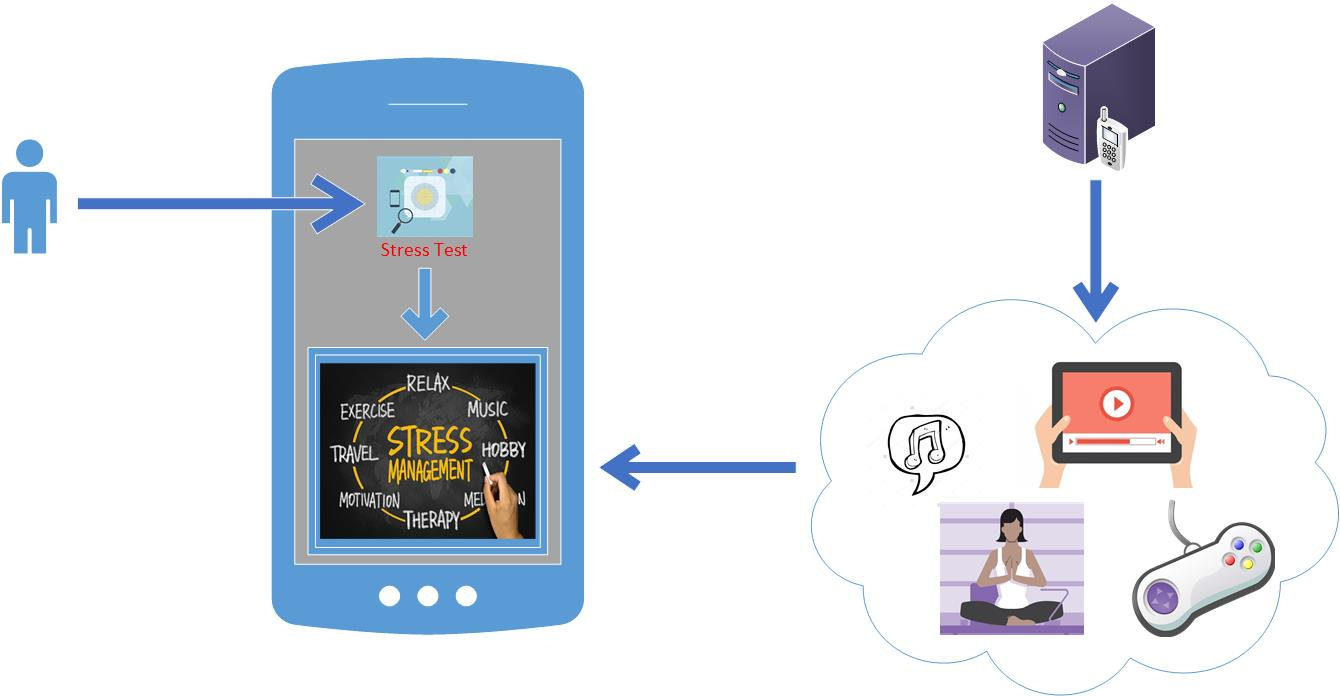 Stress Test
RELAX
EXERCISE MUSIC
STRESS
TRAVEL HOBBY
MANAGEMENT
MOTIVATION
THERAPY